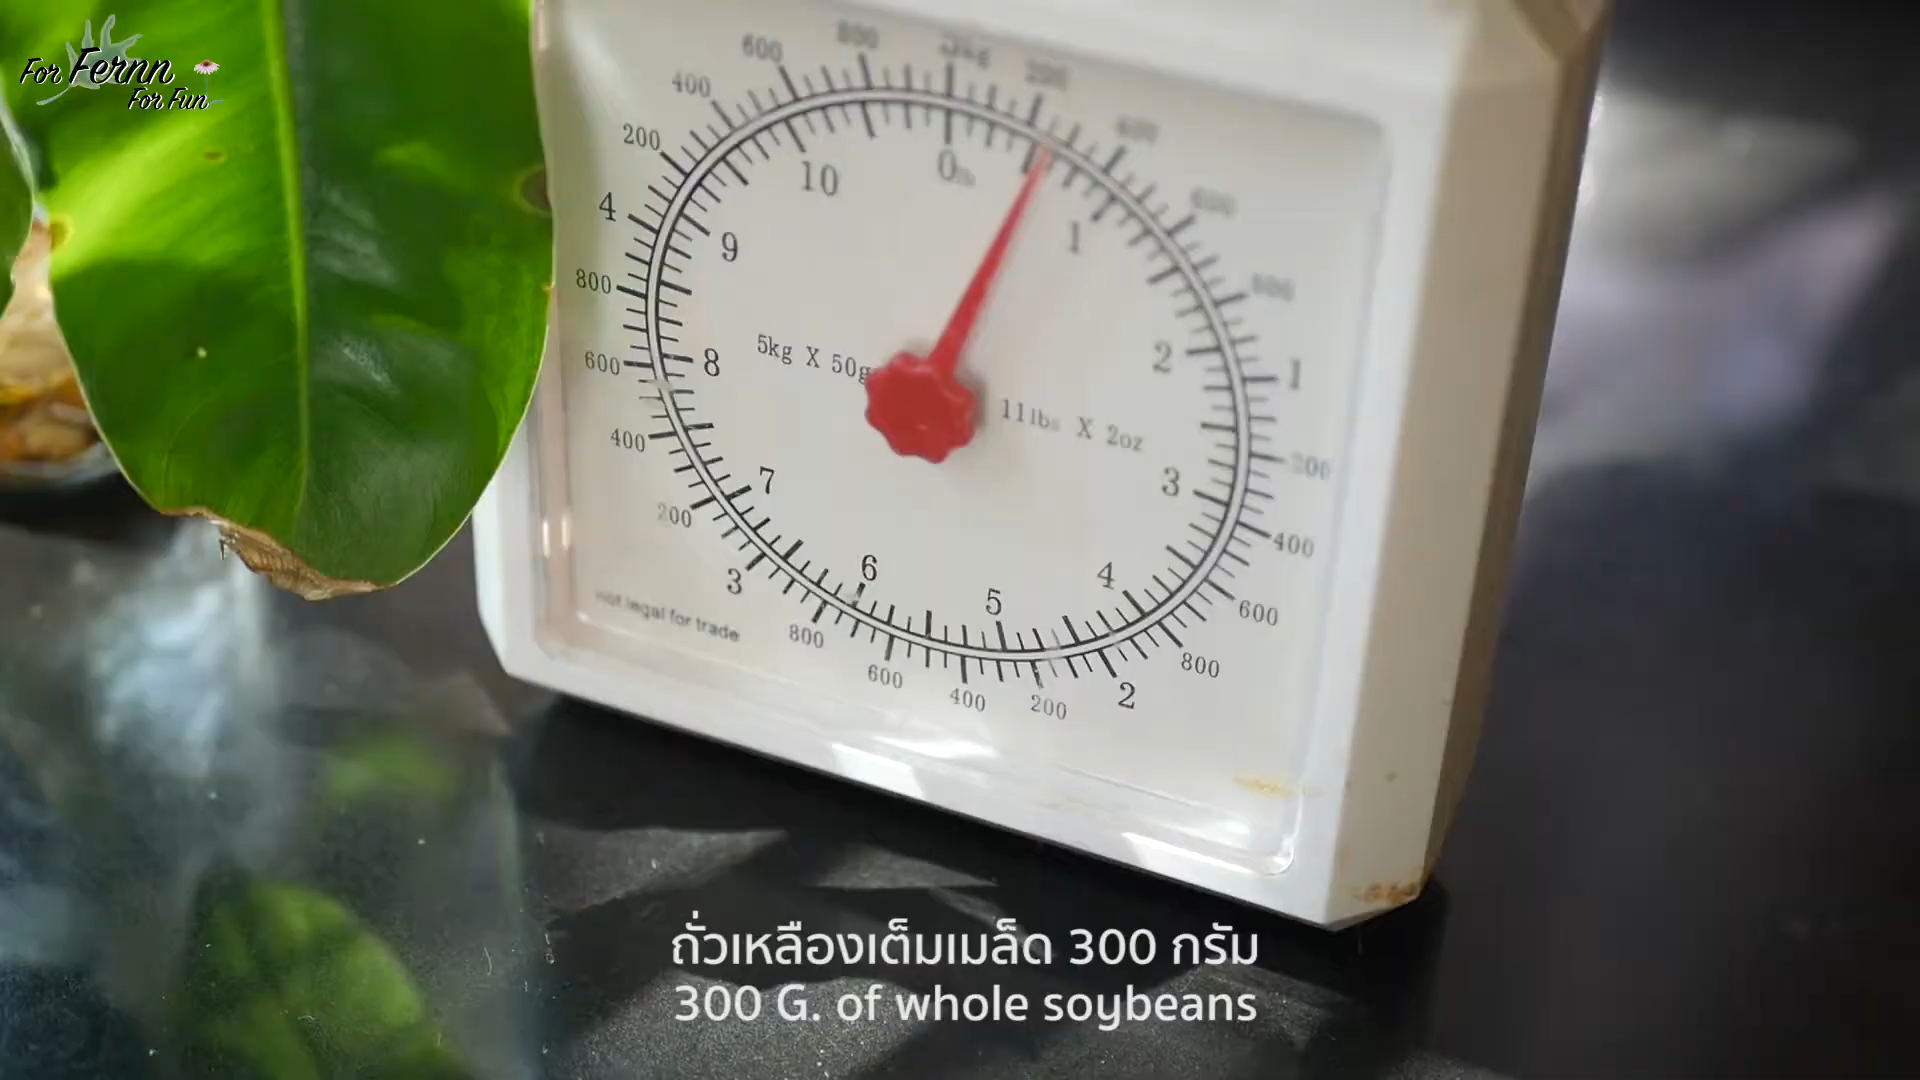 For Fernn
For Fun
5kg 200 400 600 800 1 200 400 600 800 2 200 400 600 800 3 200 400 600 800 4 200 400 600 800
0lb 1 2 3 4 5 6 7 8 9 10
5kg X 50g
11lbs X 2oz
not legal for trade
ถั่วเหลืองเต็มเมล็ด 300 กรัม
300 G. of whole soybeans